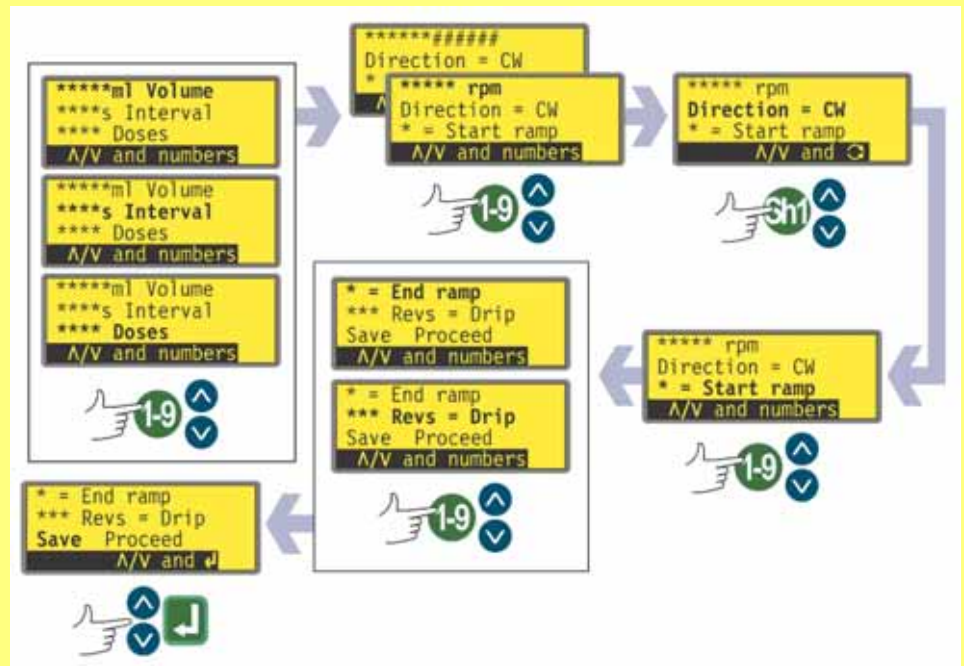 *****ml Volume
****s Interval
**** Doses
Λ/V and numbers
*****ml Volume
****s Interval
**** Doses
Λ/V and numbers
*****ml Volume
****s Interval
**** Doses
Λ/V and numbers
1-9
******######
Direction = CW
*
***** rpm
Direction = CW
* = Start ramp
Λ/V and numbers
1-9
***** rpm
Direction = CW
* = Start ramp
Λ/V and
Sh1
***** rpm
Direction = CW
* = Start ramp
Λ/V and numbers
1-9
* = End ramp
*** Revs = Drip
Save Proceed
Λ/V and numbers
* = End ramp
*** Revs = Drip
Save Proceed
Λ/V and numbers
1-9
* = End ramp
*** Revs = Drip
Save Proceed
Λ/V and ↲